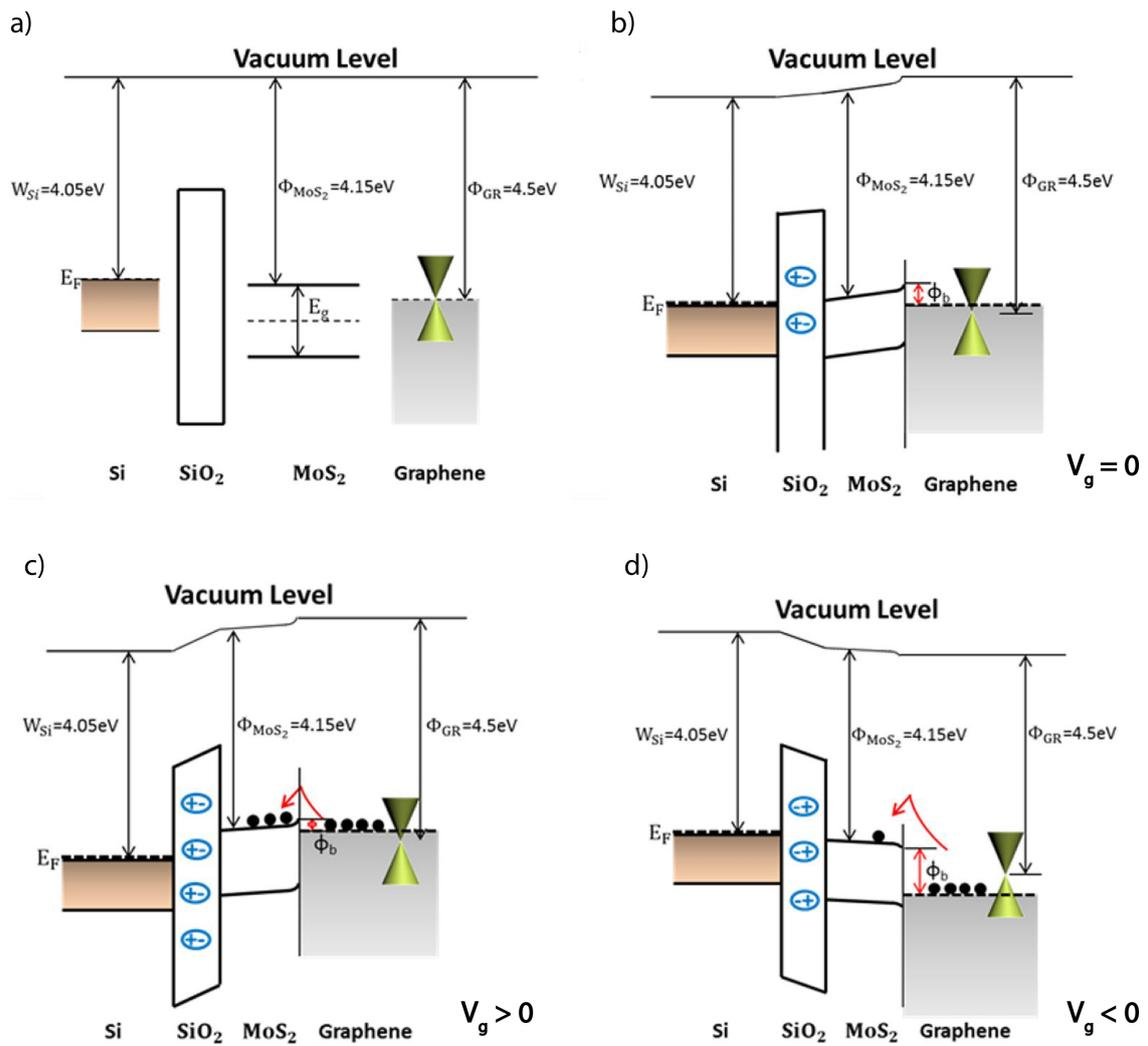 a)
Vacuum Level
W_Si=4.05eV
Φ_MoS₂=4.15eV
Φ_GR=4.5eV
E_F
E_g
Si SiO₂ MoS₂ Graphene
b)
Vacuum Level
W_Si=4.05eV
Φ_MoS₂=4.15eV
Φ_GR=4.5eV
+-
E_F
ϕ_b
+-
Si SiO₂ MoS₂ Graphene
V_g = 0
c)
Vacuum Level
W_Si=4.05eV
Φ_MoS₂=4.15eV
Φ_GR=4.5eV
+-
E_F
+-
ϕ_b
+-
+-
Si SiO₂ MoS₂ Graphene
V_g > 0
d)
Vacuum Level
W_Si=4.05eV
Φ_MoS₂=4.15eV
Φ_GR=4.5eV
-+
E_F
-+
ϕ_b
-+
Si SiO₂ MoS₂ Graphene
V_g < 0